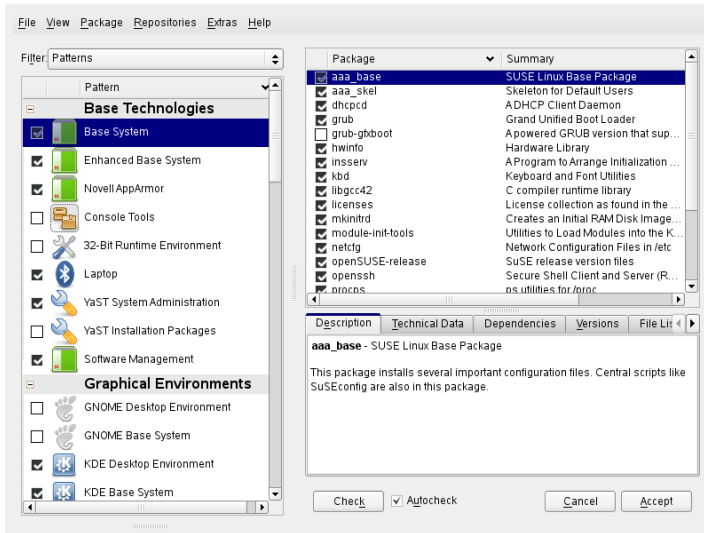 File View Package Repositories Extras Help
Filter: Patterns
Pattern
Base Technologies
Base System
Enhanced Base System
Novell AppArmor
Console Tools
32-Bit Runtime Environment
Laptop
YaST System Administration
YaST Installation Packages
Software Management
Graphical Environments
GNOME Desktop Environment
GNOME Base System
KDE Desktop Environment
KDE Base System
Package Summary
aaa_base SUSE Linux Base Package
aaa_skel Skeleton for Default Users
dhcpcd A DHCP Client Daemon
grub Grand Unified Boot Loader
grub-gfxboot A powered GRUB version that sup...
hwinfo Hardware Library
insserv A Program to Arrange Initialization ...
kbd Keyboard and Font Utilities
libgcc42 C compiler runtime library
licenses License collection as found in the ...
mkinitrd Creates an Initial RAM Disk Image...
module-init-tools Utilities to Load Modules into the K...
netcfg Network Configuration Files in /etc
openSUSE-release SuSE release version files
openssh Secure Shell Client and Server (R...
procps ps utilities for /proc
Description Technical Data Dependencies Versions File Lis
aaa_base - SUSE Linux Base Package
This package installs several important configuration files. Central scripts like
SuSEconfig are also in this package.
Check Autocheck Cancel Accept